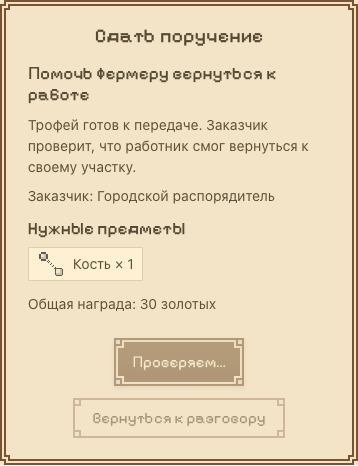 Сдать поручение
Помочь фермеру вернуться к
работе
Трофей готов к передаче. Заказчик
проверит, что работник смог вернуться к
своему участку.
Заказчик: Городской распорядитель
Нужные предметы
Кость × 1
Общая награда: 30 золотых
Проверяем...
Вернуться к разговору